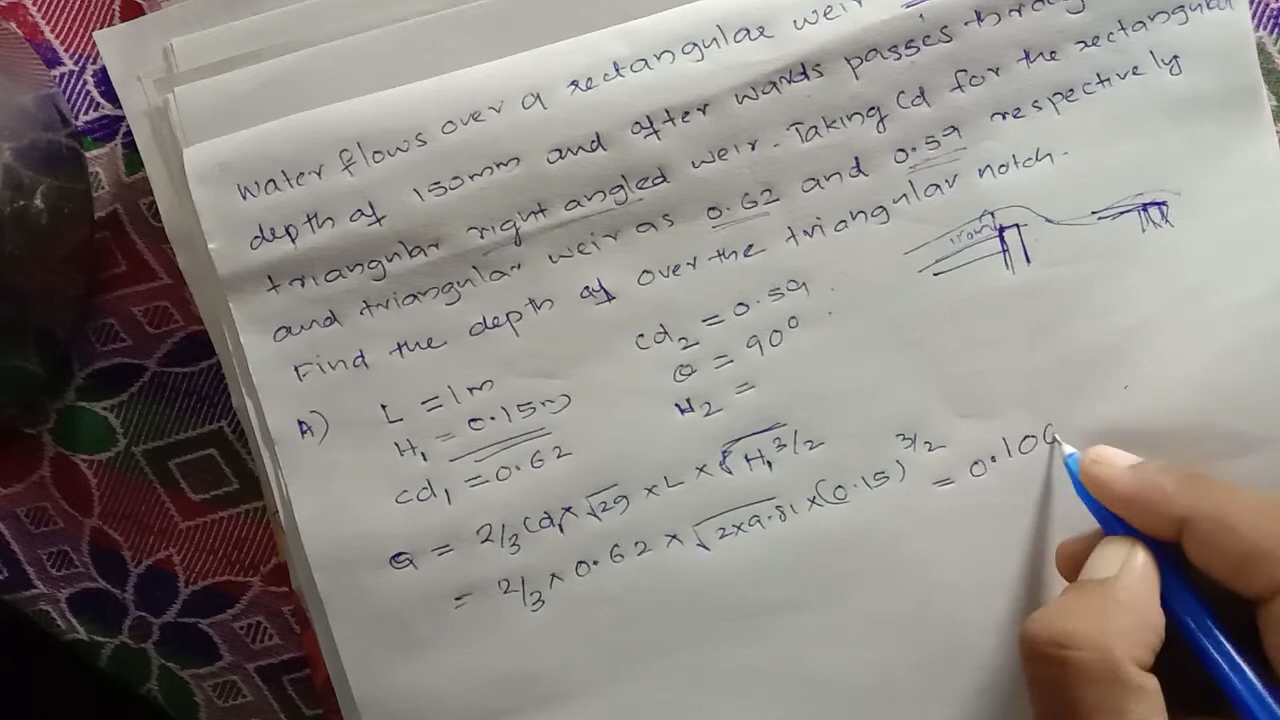 water flows over a rectangular weir
depth of 150mm and after wards passes throug
triangular right angled weir. Taking Cd for the rectangular
and triangular weir as 0.62 and 0.59 respectively
Find the depth of over the triangular notch.
A) L = 1m
H₁ = 0.15m
cd₁ = 0.62
cd₂ = 0.59
θ = 90°
H₂ =
Q = 2/3 Cd₁ × √2g × L × √H₁^3/2
= 2/3 × 0.62 × √2×9.81 × (0.15)^3/2 = 0.10